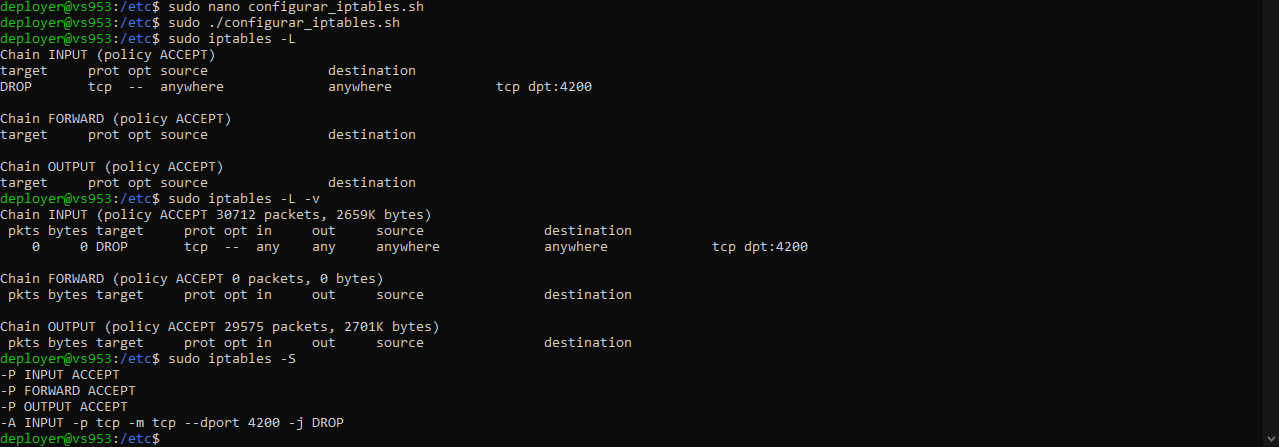 deployer@vs953:/etc$ sudo nano configurar_iptables.sh
deployer@vs953:/etc$ sudo ./configurar_iptables.sh
deployer@vs953:/etc$ sudo iptables -L
Chain INPUT (policy ACCEPT)
target     prot opt source               destination
DROP       tcp  --  anywhere             anywhere             tcp dpt:4200

Chain FORWARD (policy ACCEPT)
target     prot opt source               destination

Chain OUTPUT (policy ACCEPT)
target     prot opt source               destination
deployer@vs953:/etc$ sudo iptables -L -v
Chain INPUT (policy ACCEPT 30712 packets, 2659K bytes)
 pkts bytes target     prot opt in     out     source               destination
    0     0 DROP       tcp  --  any    any     anywhere             anywhere             tcp dpt:4200

Chain FORWARD (policy ACCEPT 0 packets, 0 bytes)
 pkts bytes target     prot opt in     out     source               destination

Chain OUTPUT (policy ACCEPT 29575 packets, 2701K bytes)
 pkts bytes target     prot opt in     out     source               destination
deployer@vs953:/etc$ sudo iptables -S
-P INPUT ACCEPT
-P FORWARD ACCEPT
-P OUTPUT ACCEPT
-A INPUT -p tcp -m tcp --dport 4200 -j DROP
deployer@vs953:/etc$